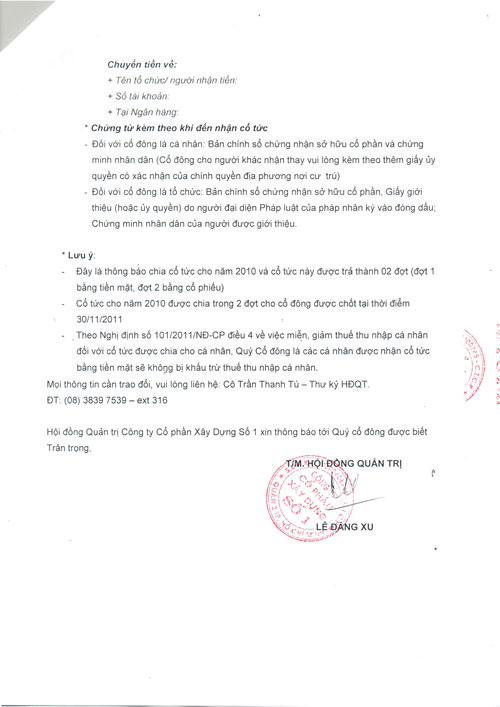 Chuyển tiền về:
+ Tên tổ chức/ người nhận tiền:
+ Số tài khoản:
+ Tại Ngân hàng:
* Chứng từ kèm theo khi đến nhận cổ tức
- Đối với cổ đông là cá nhân: Bản chính sổ chứng nhận sở hữu cổ phần và chứng
minh nhân dân (Cổ đông cho người khác nhận thay vui lòng kèm theo thêm giấy ủy
quyền có xác nhận của chính quyền địa phương nơi cư trú)
- Đối với cổ đông là tổ chức: Bản chính sổ chứng nhận sở hữu cổ phần, Giấy giới
thiệu (hoặc ủy quyền) do người đại diện Pháp luật của pháp nhân ký vào đóng dấu;
Chứng minh nhân dân của người được giới thiệu.
* Lưu ý:
- Đây là thông báo chia cổ tức cho năm 2010 và cổ tức này được trả thành 02 đợt (đợt 1
bằng tiền mặt, đợt 2 bằng cổ phiếu)
- Cổ tức cho năm 2010 được chia trong 2 đợt cho cổ đông được chốt tại thời điểm
30/11/2011
- Theo Nghị định số 101/2011/NĐ-CP điều 4 về việc miễn, giảm thuế thu nhập cá nhân
đối với cổ tức được chia cho cá nhân, Quý Cổ đông là các cá nhân được nhận cổ tức
bằng tiền mặt sẽ không bị khấu trừ thuế thu nhập cá nhân.
Mọi thông tin cần trao đổi, vui lòng liên hệ: Cô Trần Thanh Tú – Thư ký HĐQT.
ĐT: (08) 3839 7539 – ext 316
Hội đồng Quản trị Công ty Cổ phần Xây Dựng Số 1 xin thông báo tới Quý cổ đông được biết
Trân trọng.
T/M. HỘI ĐỒNG QUẢN TRỊ
CÔNG
CỔ PHẦN
XÂY DỰNG
SỐ 1
LÊ ĐĂNG XU